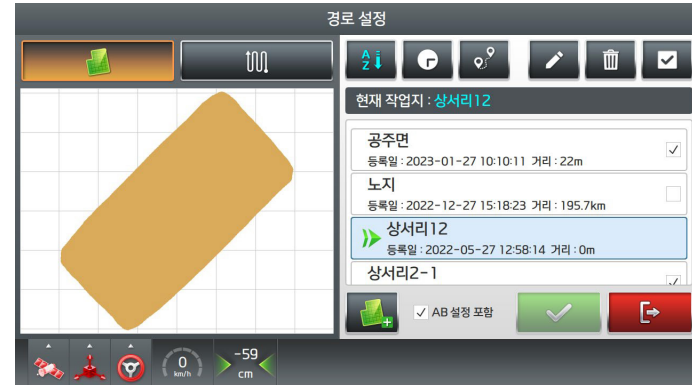 경로 설정
A
Z
현재 작업지 : 상서리12
공주면
등록일 : 2023-01-27 10:10:11 거리 : 22m
노지
등록일 : 2022-12-27 15:18:23 거리 : 195.7km
상서리12
등록일 : 2022-05-27 12:58:14 거리 : 0m
상서리2-1
AB 설정 포함
0
km/h
-59
cm